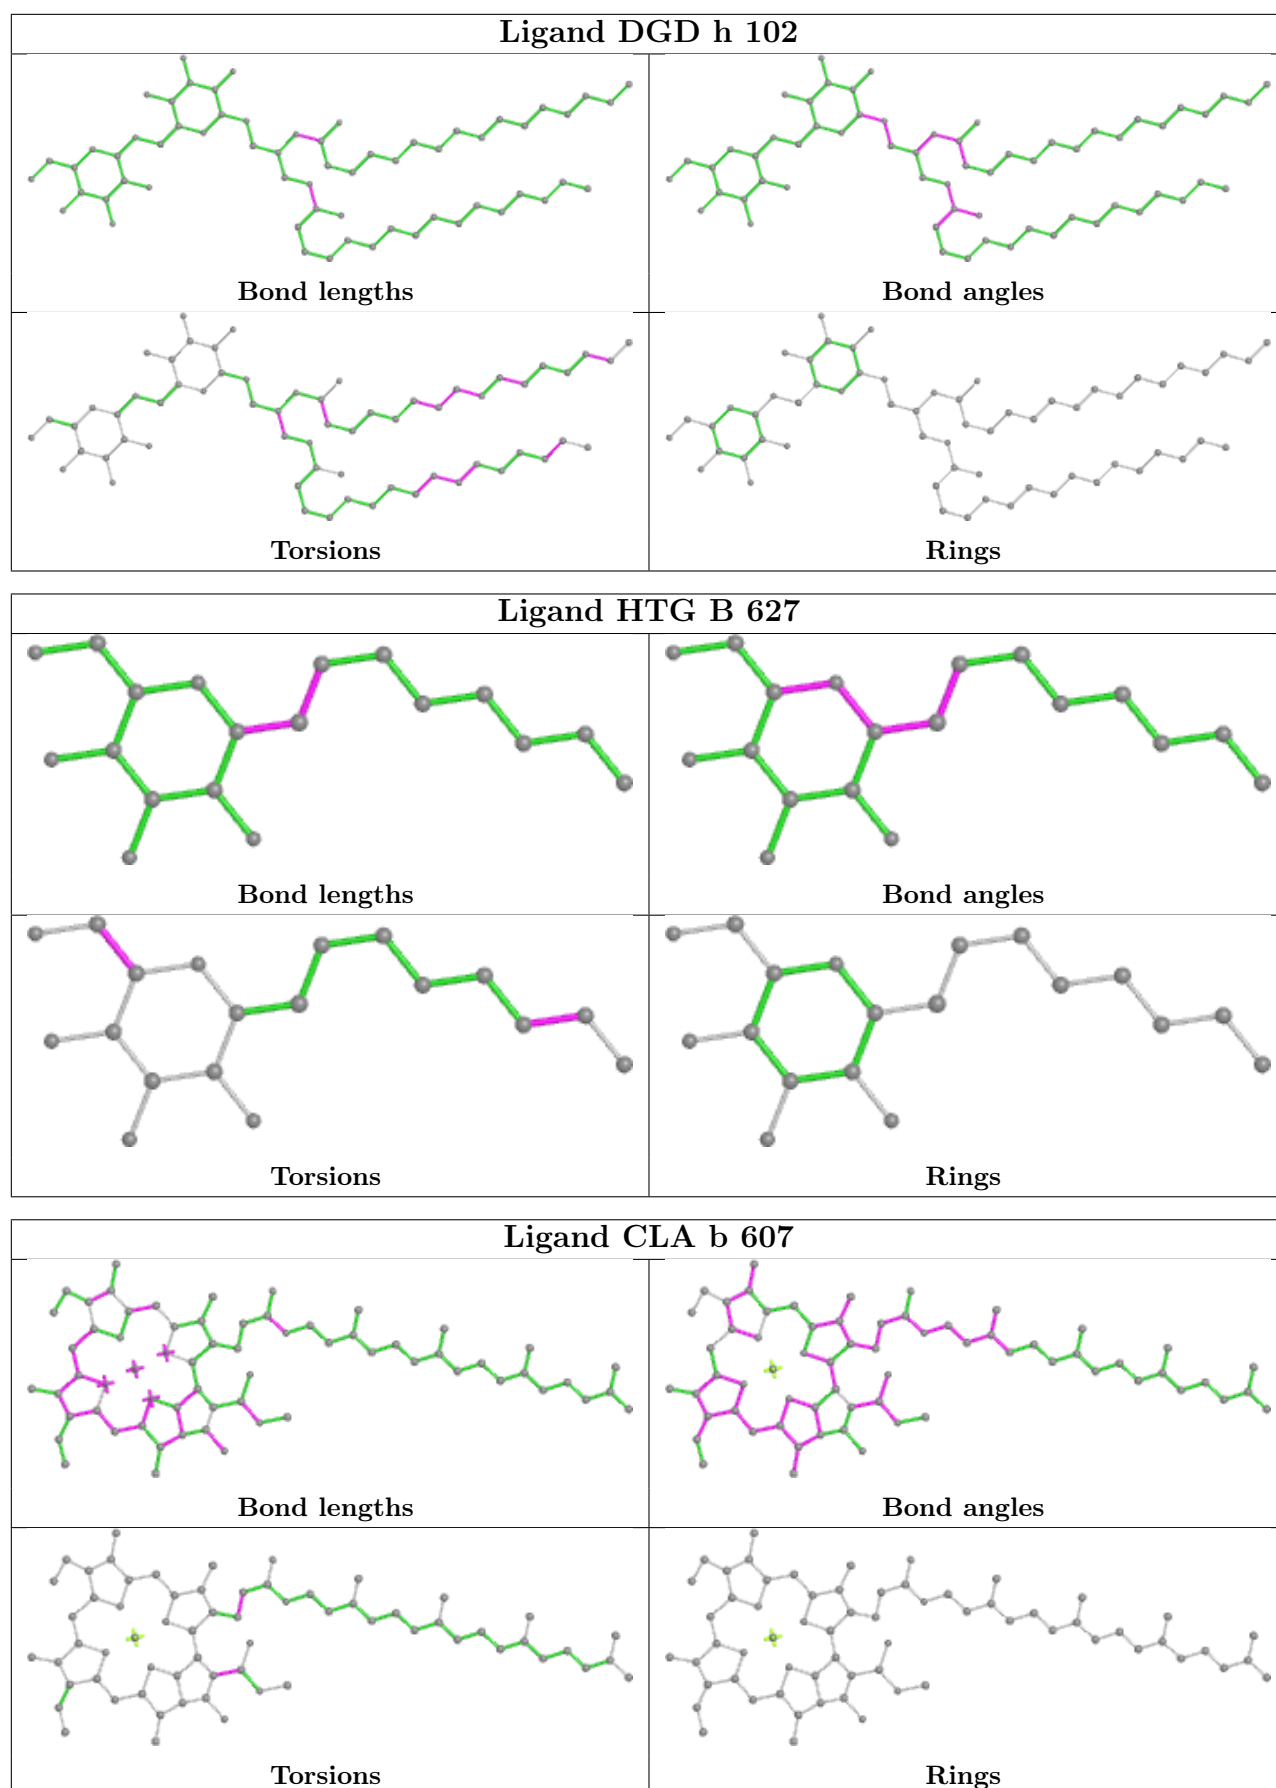 Ligand DGD h 102
Bond lengths
Bond angles
Torsions
Rings
Ligand HTG B 627
Bond lengths
Bond angles
Torsions
Rings
Ligand CLA b 607
Bond lengths
Bond angles
Torsions
Rings